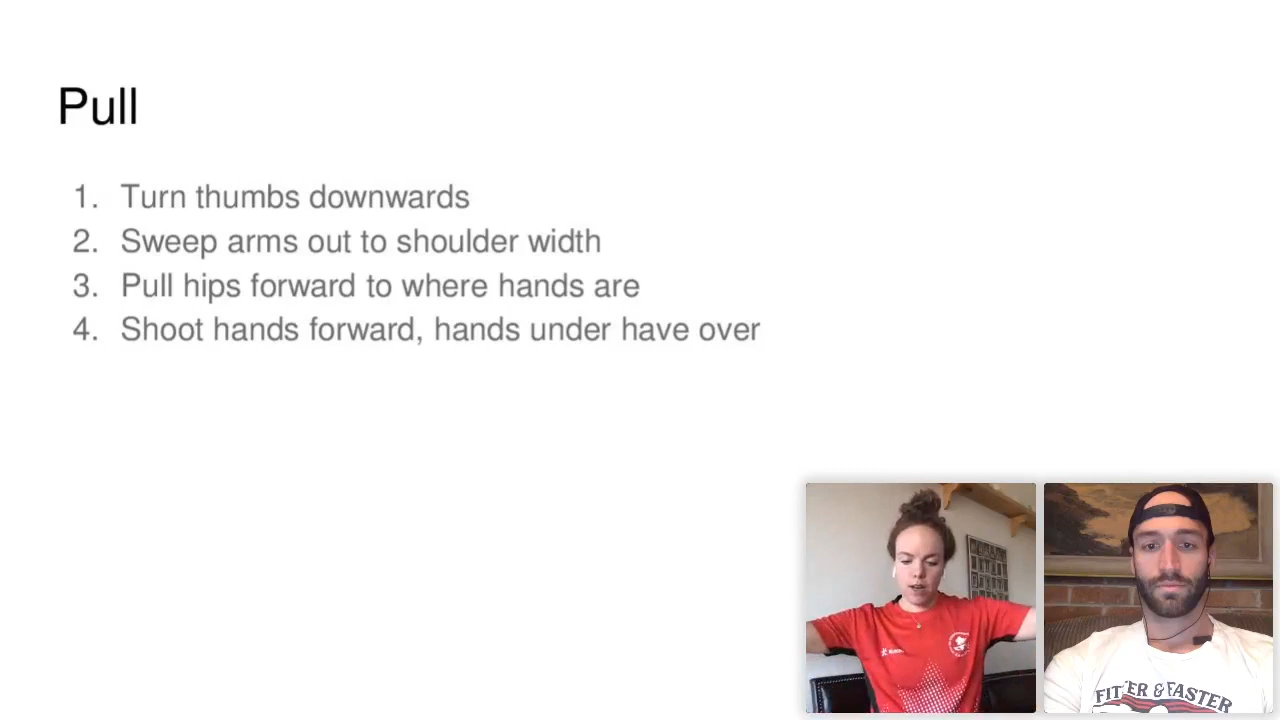 Pull
1. Turn thumbs downwards
2. Sweep arms out to shoulder width
3. Pull hips forward to where hands are
4. Shoot hands forward, hands under have over
FITTER & FASTER